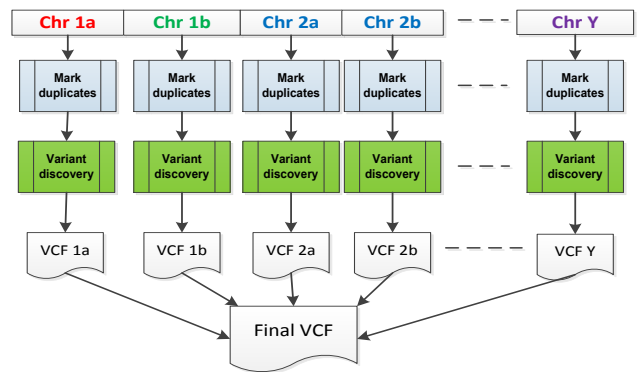 Chr 1a Chr 1b Chr 2a Chr 2b Chr Y
Mark duplicates Mark duplicates Mark duplicates Mark duplicates Mark duplicates
Variant discovery Variant discovery Variant discovery Variant discovery Variant discovery
VCF 1a VCF 1b VCF 2a VCF 2b VCF Y
Final VCF